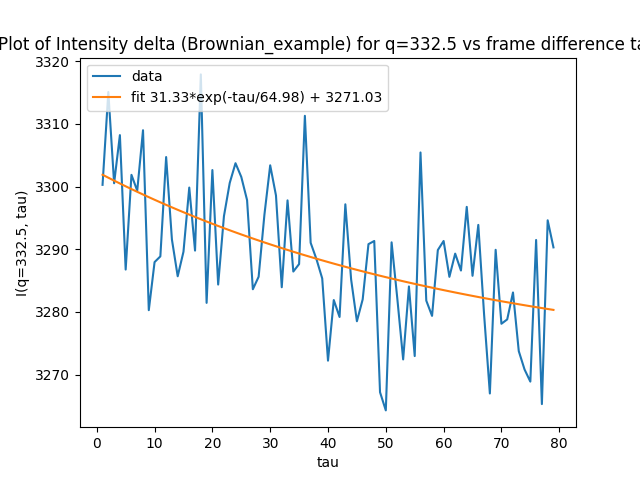 Plot of Intensity delta (Brownian_example) for q=332.5 vs frame difference ta
3320
3310
3300
3290
3280
3270
I(q=332.5, tau)
data
fit 31.33*exp(-tau/64.98) + 3271.03
0 10 20 30 40 50 60 70 80
tau